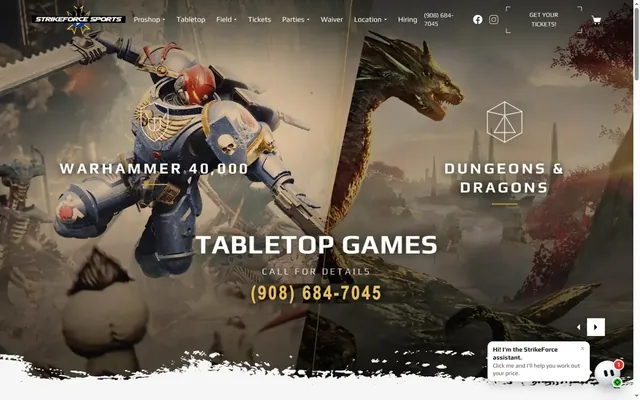 STRIKEFORCE SPORTS
Proshop
Tabletop
Field
Tickets
Parties
Waiver
Location
Hiring
(908) 684-
7045
GET YOUR
TICKETS!
WARHAMMER 40,000
DUNGEONS &
DRAGONS
TABLETOP GAMES
CALL FOR DETAILS
(908) 684-7045
Hi! I'm the StrikeForce
assistant.
Click me and I'll help you work out
your price.
1